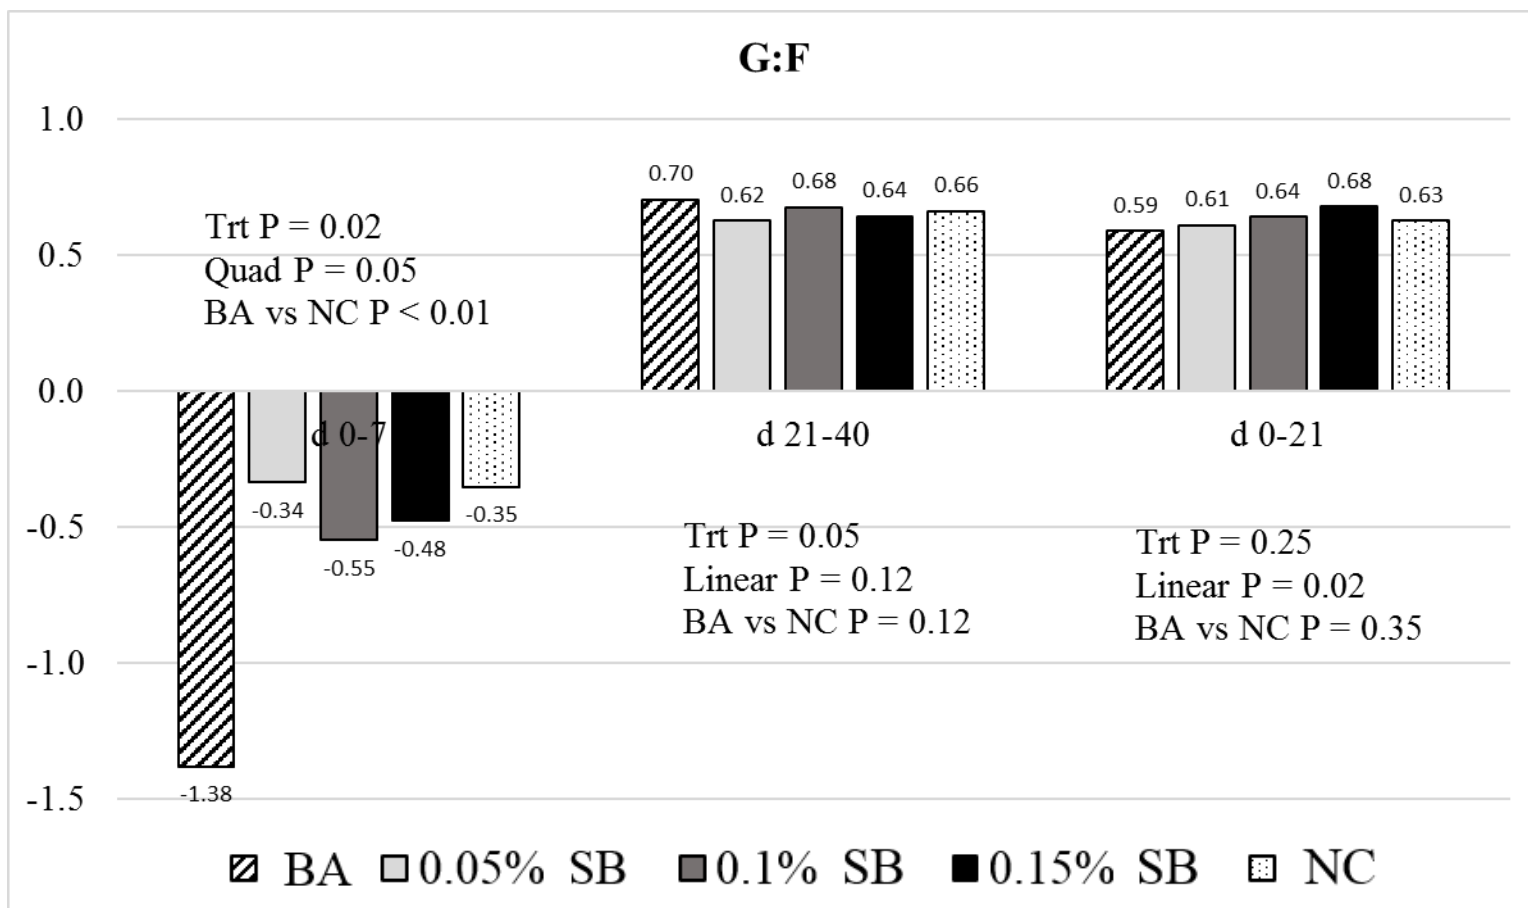 G:F
1.0
0.5
0.0
-0.5
-1.0
-1.5
Trt P = 0.02
Quad P = 0.05
BA vs NC P < 0.01
0.70
0.62
0.68
0.64
0.66
0.59
0.61
0.64
0.68
0.63
d 0-7
d 21-40
d 0-21
-1.38
-0.34
-0.55
-0.48
-0.35
Trt P = 0.05
Linear P = 0.12
BA vs NC P = 0.12
Trt P = 0.25
Linear P = 0.02
BA vs NC P = 0.35
BA 0.05% SB 0.1% SB 0.15% SB NC